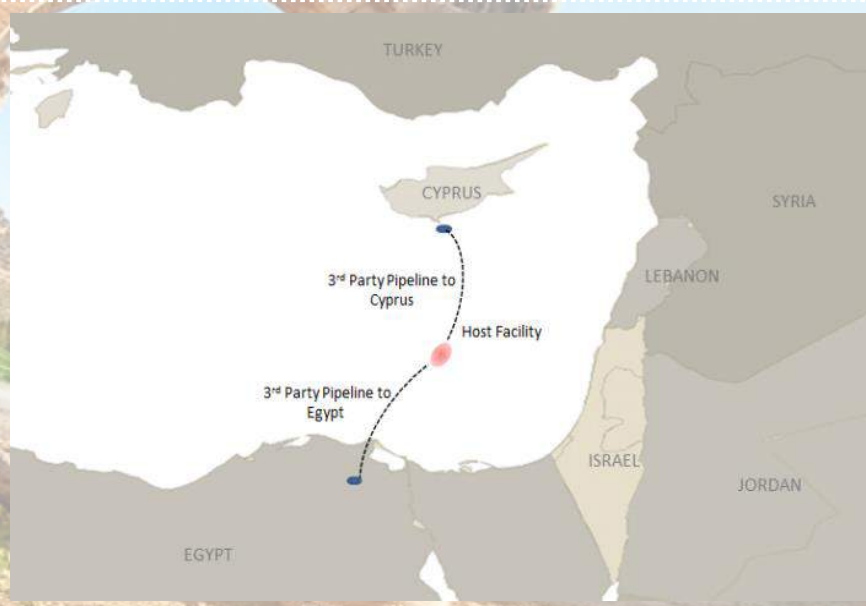 TURKEY
CYPRUS
SYRIA
3rd Party Pipeline to
Cyprus
LEBANON
Host Facility
3rd Party Pipeline to
Egypt
ISRAEL
JORDAN
EGYPT